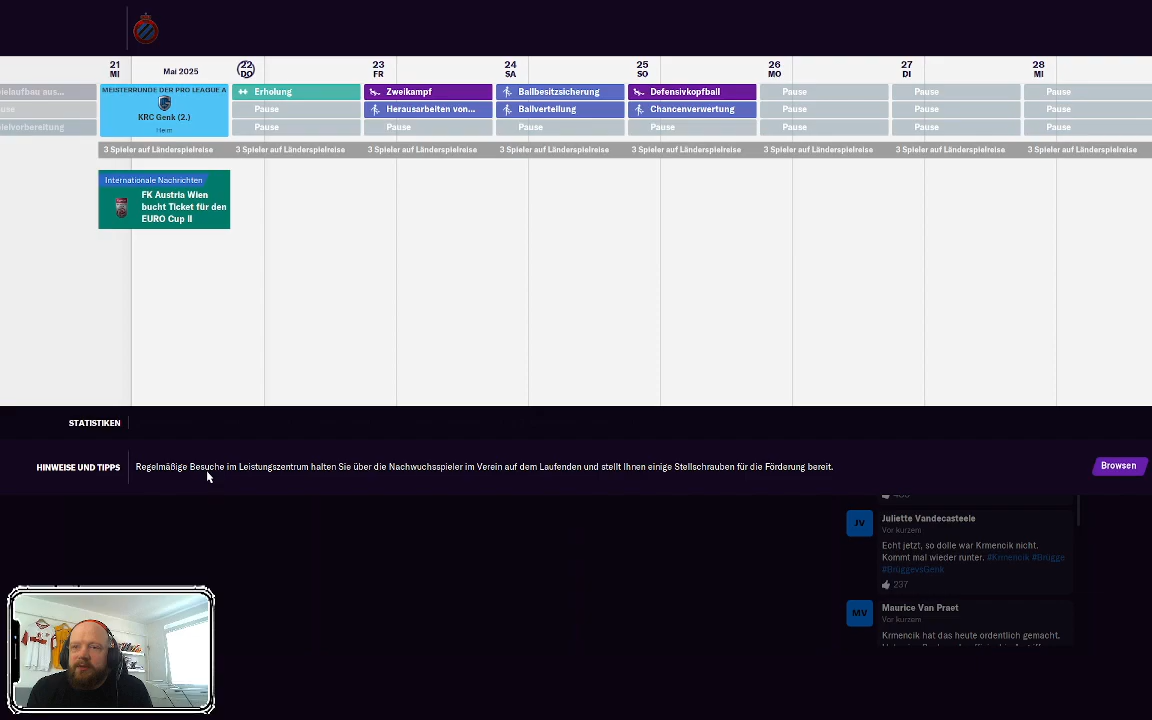 21
MI
Mai 2025
22
DO
23
FR
24
SA
25
SO
26
MO
27
DI
28
MI
ielaufbau aus...
MEISTERRUNDE DER PRO LEAGUE A
Erholung
Zweikampf
Ballbesitzsicherung
Defensivkopfball
Pause
Pause
Pause
KRC Genk (2.)
Heim
Pause
Herausarbeiten von...
Ballverteilung
Chancenverwertung
Pause
Pause
Pause
ielvorbereitung
Pause
Pause
Pause
Pause
Pause
Pause
Pause
3 Spieler auf Länderspielreise
3 Spieler auf Länderspielreise
3 Spieler auf Länderspielreise
3 Spieler auf Länderspielreise
3 Spieler auf Länderspielreise
3 Spieler auf Länderspielreise
3 Spieler auf Länderspielreise
3 Spieler auf Länderspielreise
Internationale Nachrichten
FK Austria Wien
bucht Ticket für den
EURO Cup II
STATISTIKEN
HINWEISE UND TIPPS
Regelmäßige Besuche im Leistungszentrum halten Sie über die Nachwuchsspieler im Verein auf dem Laufenden und stellt Ihnen einige Stellschrauben für die Förderung bereit.
Browsen
JV
Juliette Vandecasteele
Vor kurzem
Echt jetzt, so dolle war Krmencik nicht.
Kommt mal wieder runter. #Krmencik #Brügge
#BrüggevsGenk
237
MV
Maurice Van Praet
Vor kurzem
Krmencik hat das heute ordentlich gemacht.